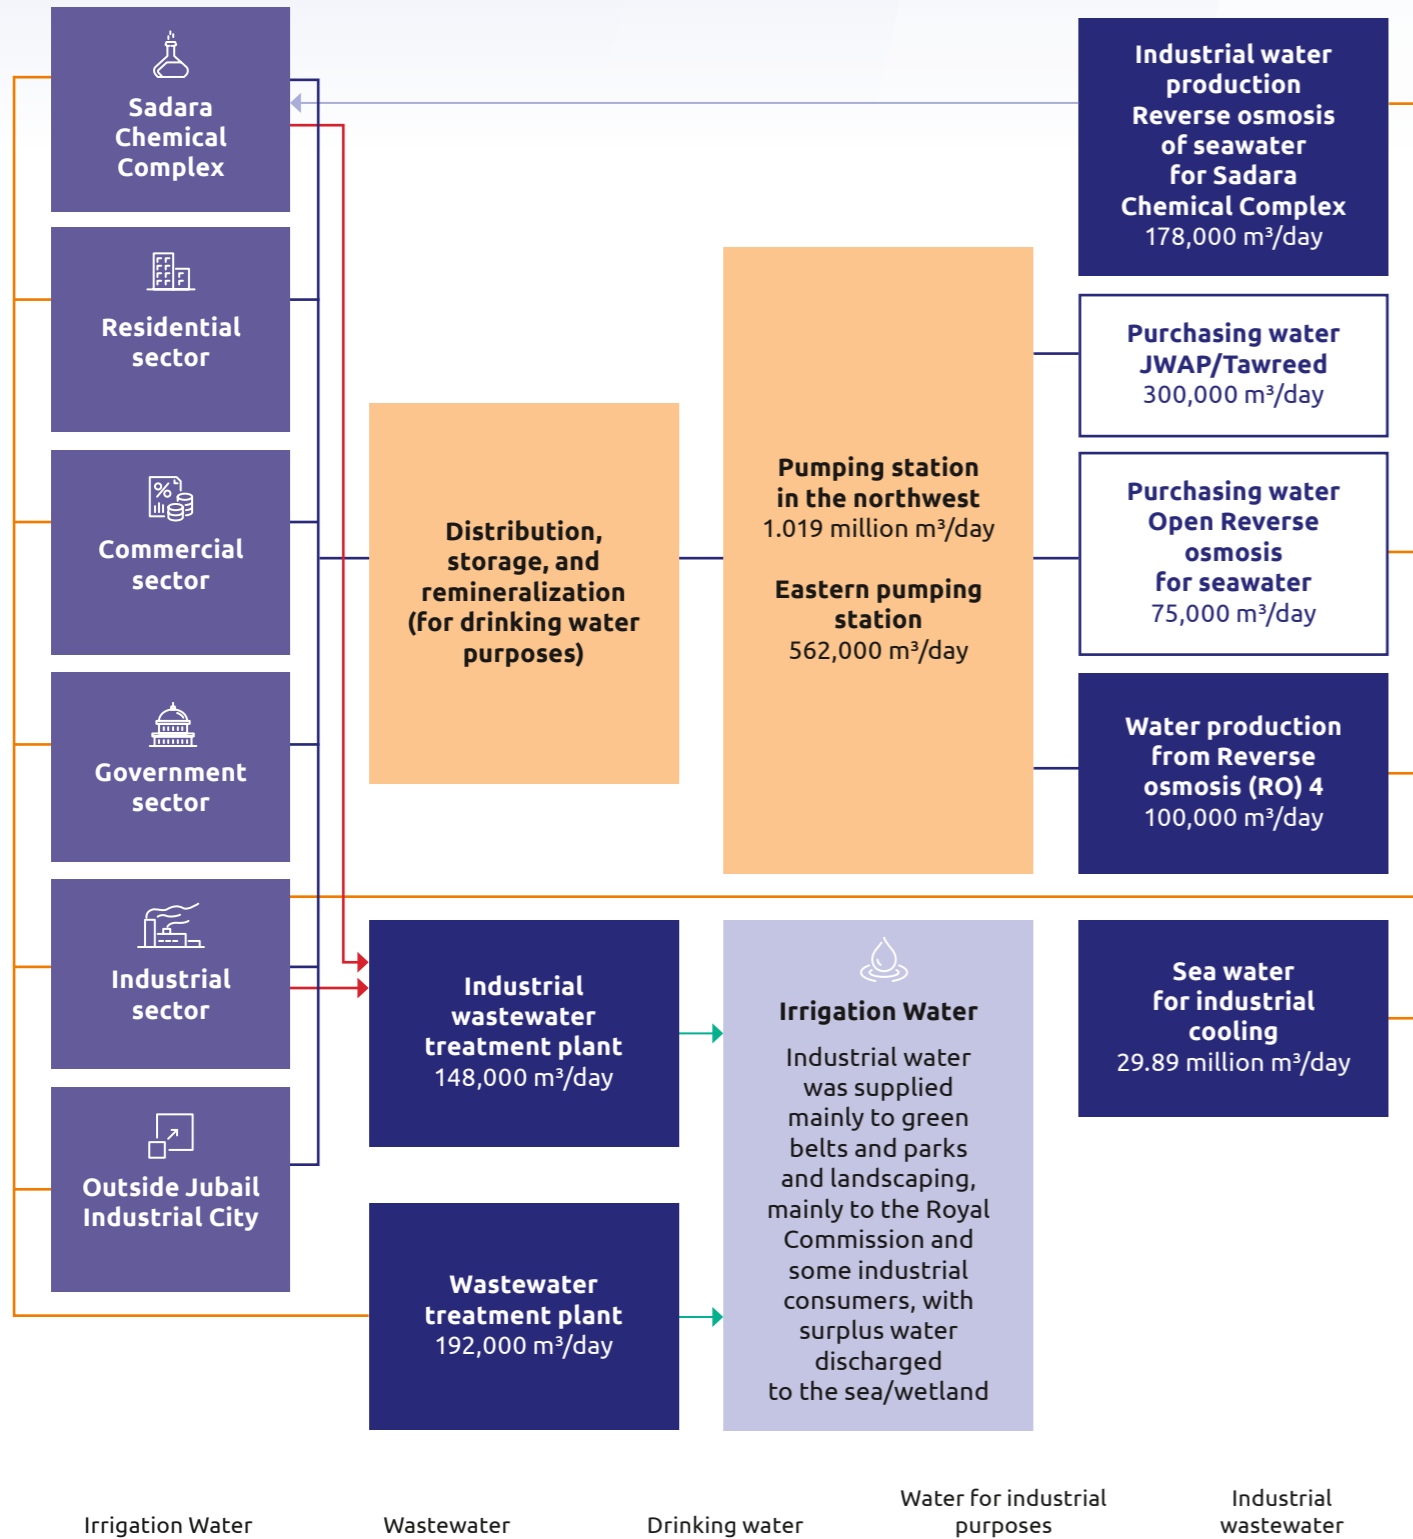 Sadara
Chemical
Complex
Residential
sector
Commercial
sector
Government
sector
Industrial
sector
Outside Jubail
Industrial City
Distribution,
storage, and
remineralization
(for drinking water
purposes)
Industrial
wastewater
treatment plant
148,000 m³/day
Wastewater
treatment plant
192,000 m³/day
Pumping station
in the northwest
1.019 million m³/day
Eastern pumping
station
562,000 m³/day
Irrigation Water
Industrial water
was supplied
mainly to green
belts and parks
and landscaping,
mainly to the Royal
Commission and
some industrial
consumers, with
surplus water
discharged
to the sea/wetland
Industrial water
production
Reverse osmosis
of seawater
for Sadara
Chemical Complex
178,000 m³/day
Purchasing water
JWAP/Tawreed
300,000 m³/day
Purchasing water
Open Reverse
osmosis
for seawater
75,000 m³/day
Water production
from Reverse
osmosis (RO) 4
100,000 m³/day
Sea water
for industrial
cooling
29.89 million m³/day
Irrigation Water
Wastewater
Drinking water
Water for industrial
purposes
Industrial
wastewater